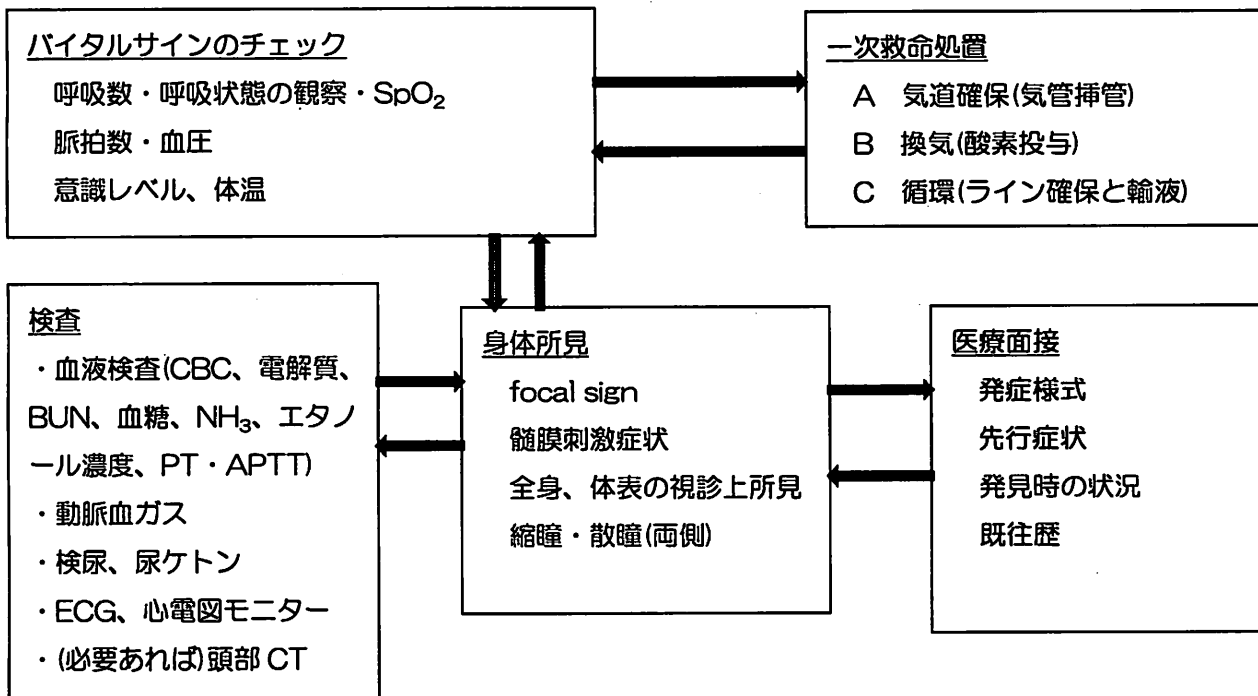 バイタルサインのチェック
呼吸数・呼吸状態の観察・SpO₂
脈拍数・血圧
意識レベル、体温
一次救命処置
A 気道確保(気管挿管)
B 換気(酸素投与)
C 循環(ライン確保と輸液)
検査
・血液検査(CBC、電解質、
BUN、血糖、NH₃、エタノ
ール濃度、PT・APTT)
・動脈血ガス
・検尿、尿ケトン
・ECG、心電図モニター
・(必要あれば)頭部 CT
身体所見
focal sign
髄膜刺激症状
全身、体表の視診上所見
縮瞳・散瞳(両側)
医療面接
発症様式
先行症状
発見時の状況
既往歴